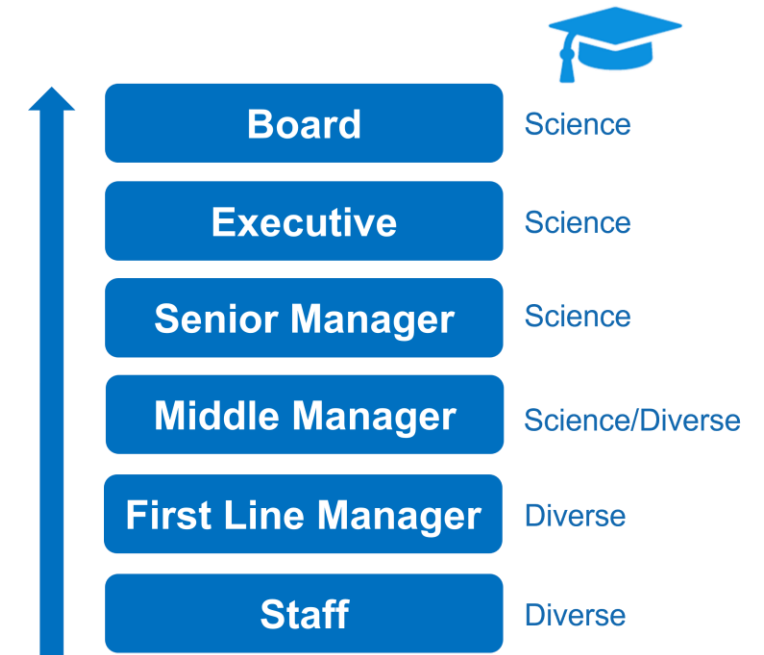 Board
Science
Executive
Science
Senior Manager
Science
Middle Manager
Science/Diverse
First Line Manager
Diverse
Staff
Diverse